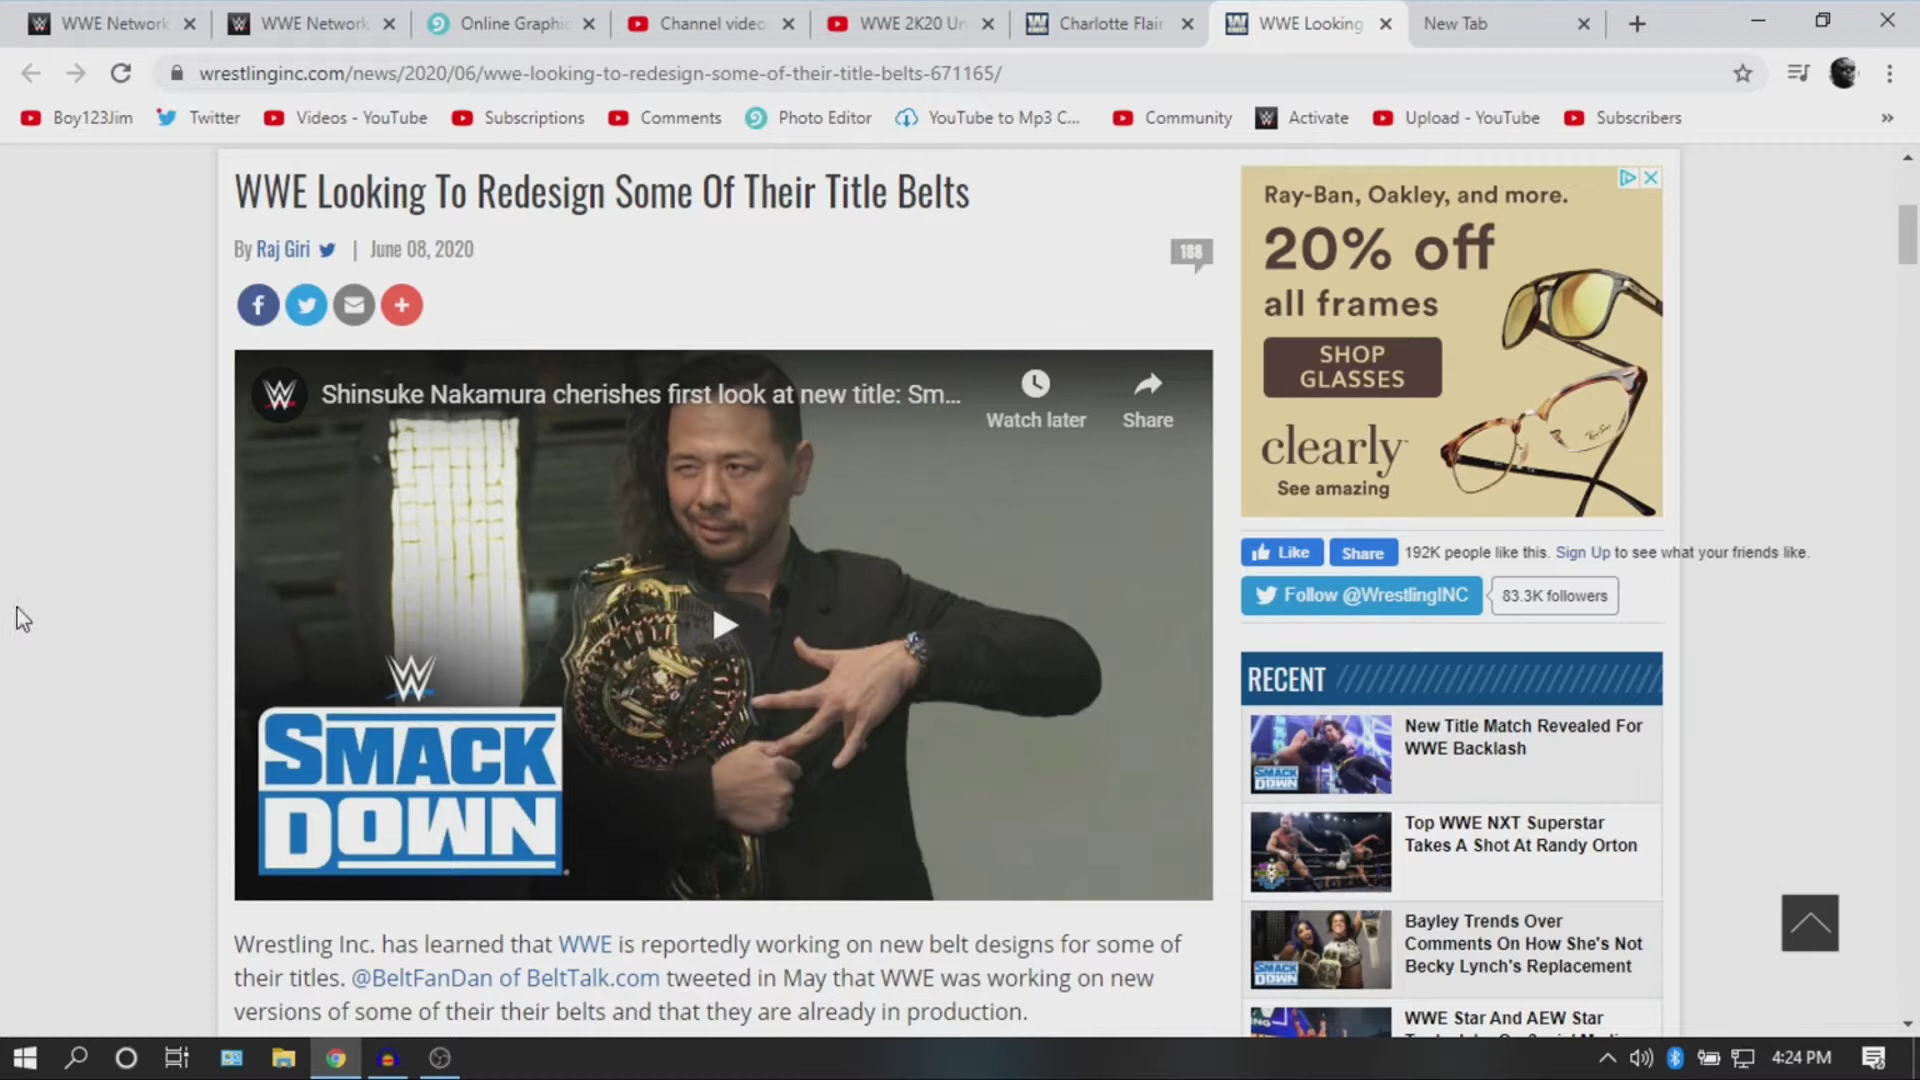 WWE Network
WWE Network
Online Graphic
Channel video
WWE 2K20 Un
Charlotte Flair
WWE Looking
New Tab
wrestlinginc.com/news/2020/06/wwe-looking-to-redesign-some-of-their-title-belts-671165/
Boy123Jim
Twitter
Videos - YouTube
Subscriptions
Comments
Photo Editor
YouTube to Mp3 C...
Community
Activate
Upload - YouTube
Subscribers
WWE Looking To Redesign Some Of Their Title Belts
By Raj Giri | June 08, 2020
188
Shinsuke Nakamura cherishes first look at new title: Sm...
Watch later
Share
SMACK
DOWN
Wrestling Inc. has learned that WWE is reportedly working on new belt designs for some of
their titles. @BeltFanDan of BeltTalk.com tweeted in May that WWE was working on new
versions of some of their their belts and that they are already in production.
Ray-Ban, Oakley, and more.
20% off
all frames
SHOP
GLASSES
clearly
See amazing
Like Share 192K people like this. Sign Up to see what your friends like.
Follow @WrestlingINC 83.3K followers
RECENT
New Title Match Revealed For
WWE Backlash
Top WWE NXT Superstar
Takes A Shot At Randy Orton
Bayley Trends Over
Comments On How She's Not
Becky Lynch's Replacement
WWE Star And AEW Star
4:24 PM